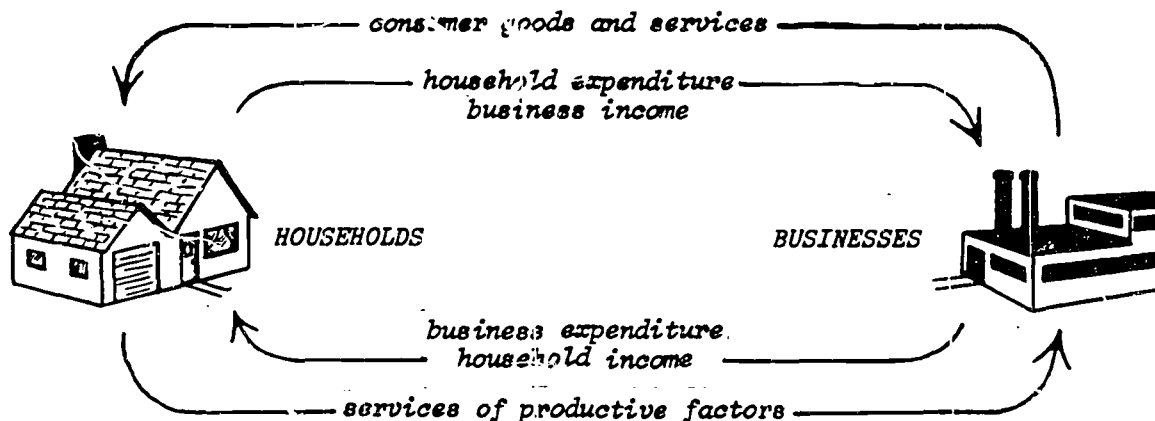 consumer goods and services
household expenditure
business income
HOUSEHOLDS
BUSINESSES
business expenditure
household income
services of productive factors